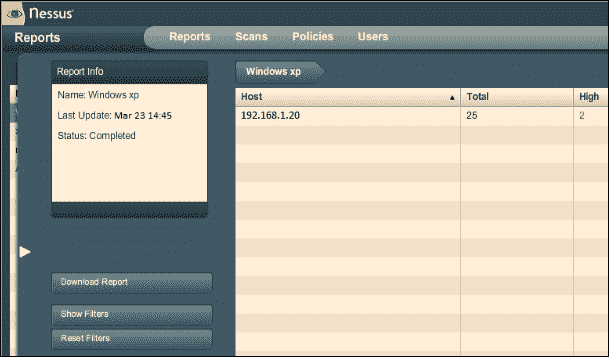 Nessus
Reports
Reports Scans Policies Users
Report Info
Name: Windows xp
Last Update: Mar 23 14:45
Status: Completed
Download Report
Show Filters
Reset Filters
Windows xp
Host Total High
192.168.1.20 25 2